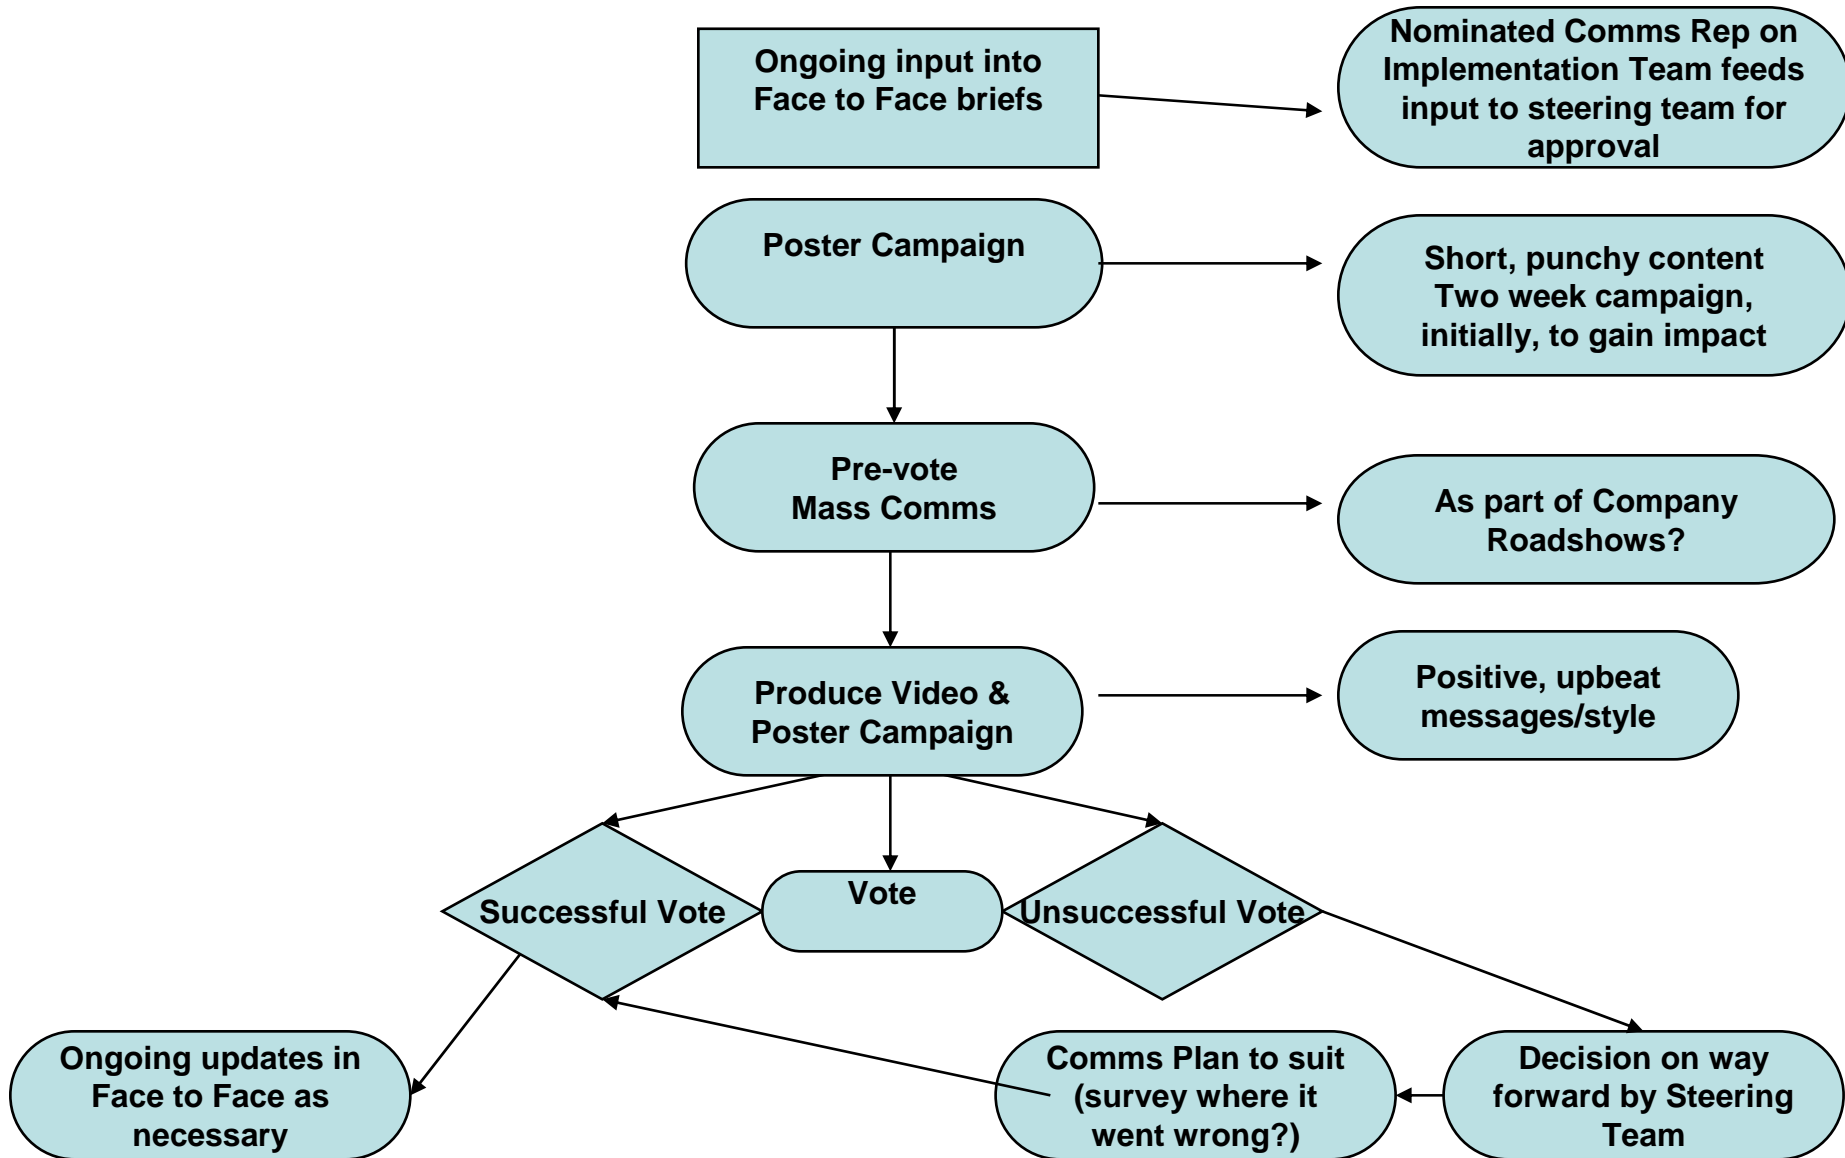 Ongoing input into
Face to Face briefs
Nominated Comms Rep on
Implementation Team feeds
input to steering team for
approval
Poster Campaign
Short, punchy content
Two week campaign,
initially, to gain impact
Pre-vote
Mass Comms
As part of Company
Roadshows?
Produce Video &
Poster Campaign
Positive, upbeat
messages/style
Successful Vote
Vote
Unsuccessful Vote
Ongoing updates in
Face to Face as
necessary
Comms Plan to suit
(survey where it
went wrong?)
Decision on way
forward by Steering
Team